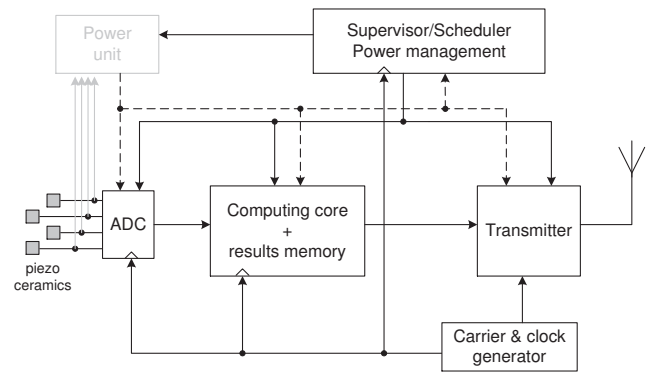 Power
unit
Supervisor/Scheduler
Power management
ADC
Computing core
+
results memory
Transmitter
piezo
ceramics
Carrier & clock
generator